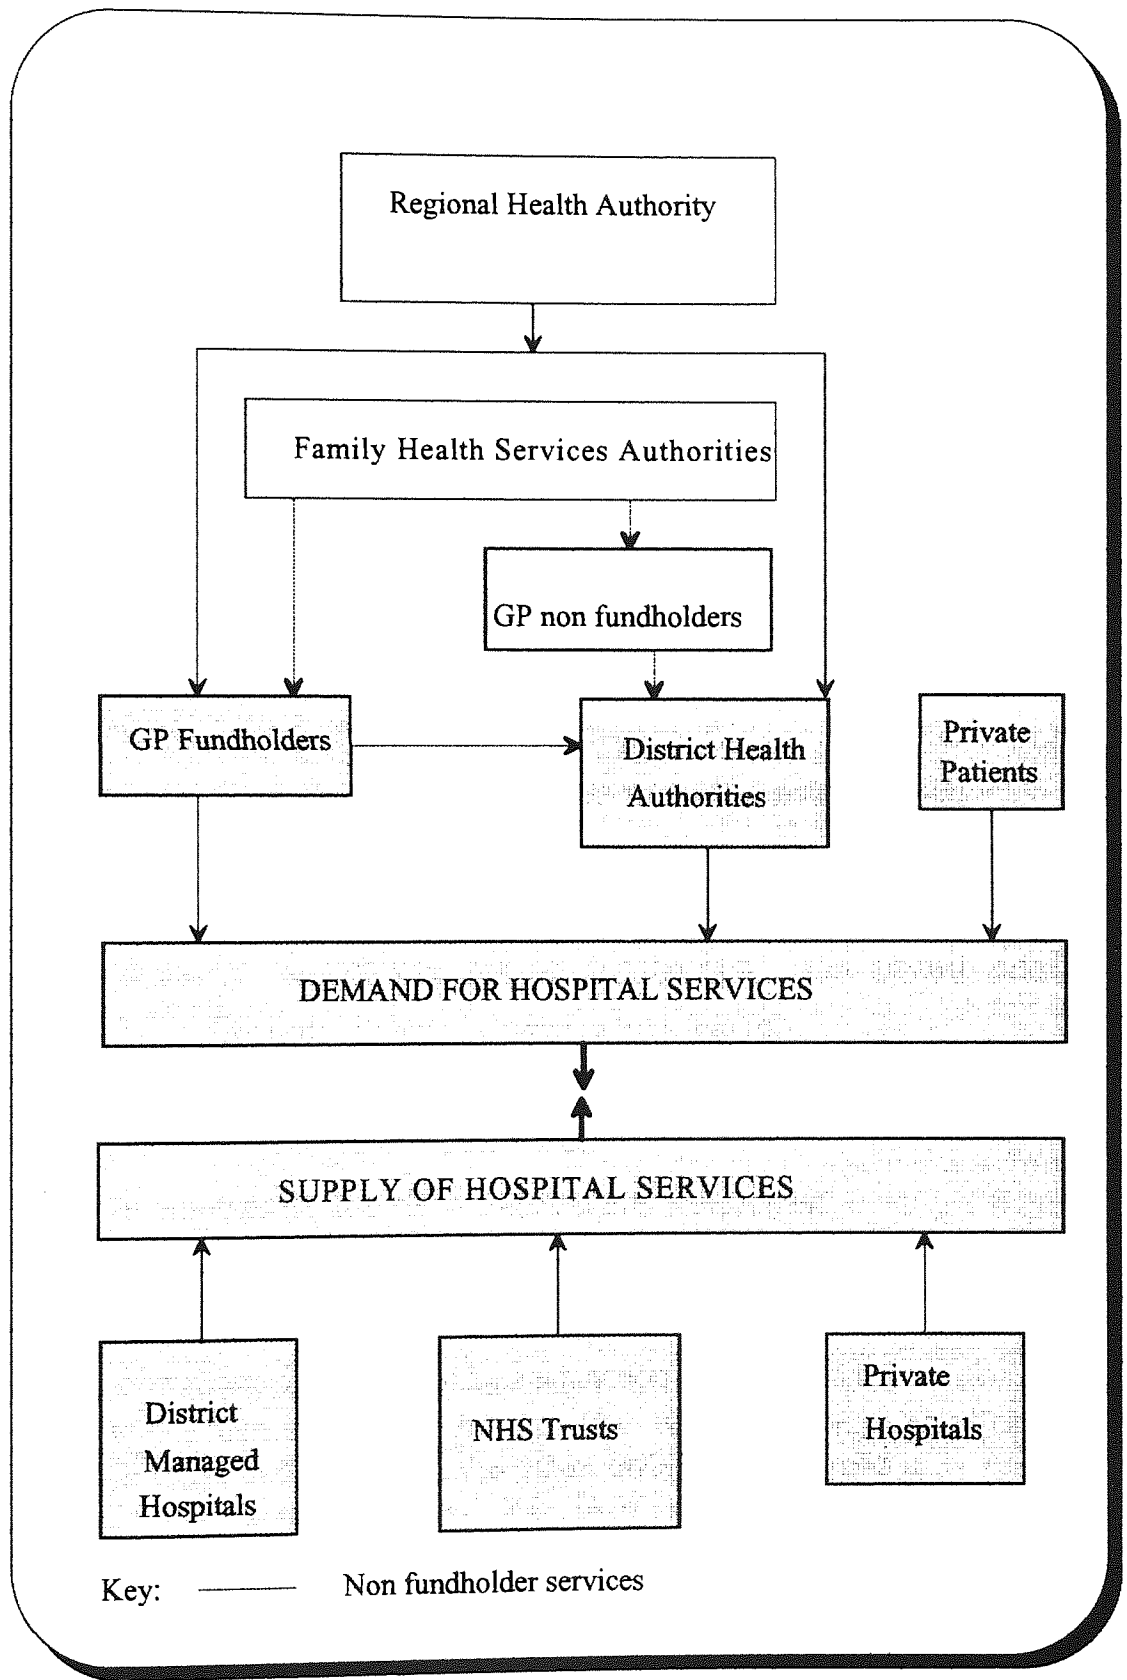 Regional Health Authority
Family Health Services Authorities
GP non fundholders
GP Fundholders
District Health
Authorities
Private
Patients
DEMAND FOR HOSPITAL SERVICES
SUPPLY OF HOSPITAL SERVICES
District
Managed
Hospitals
NHS Trusts
Private
Hospitals
Key:
Non fundholder services